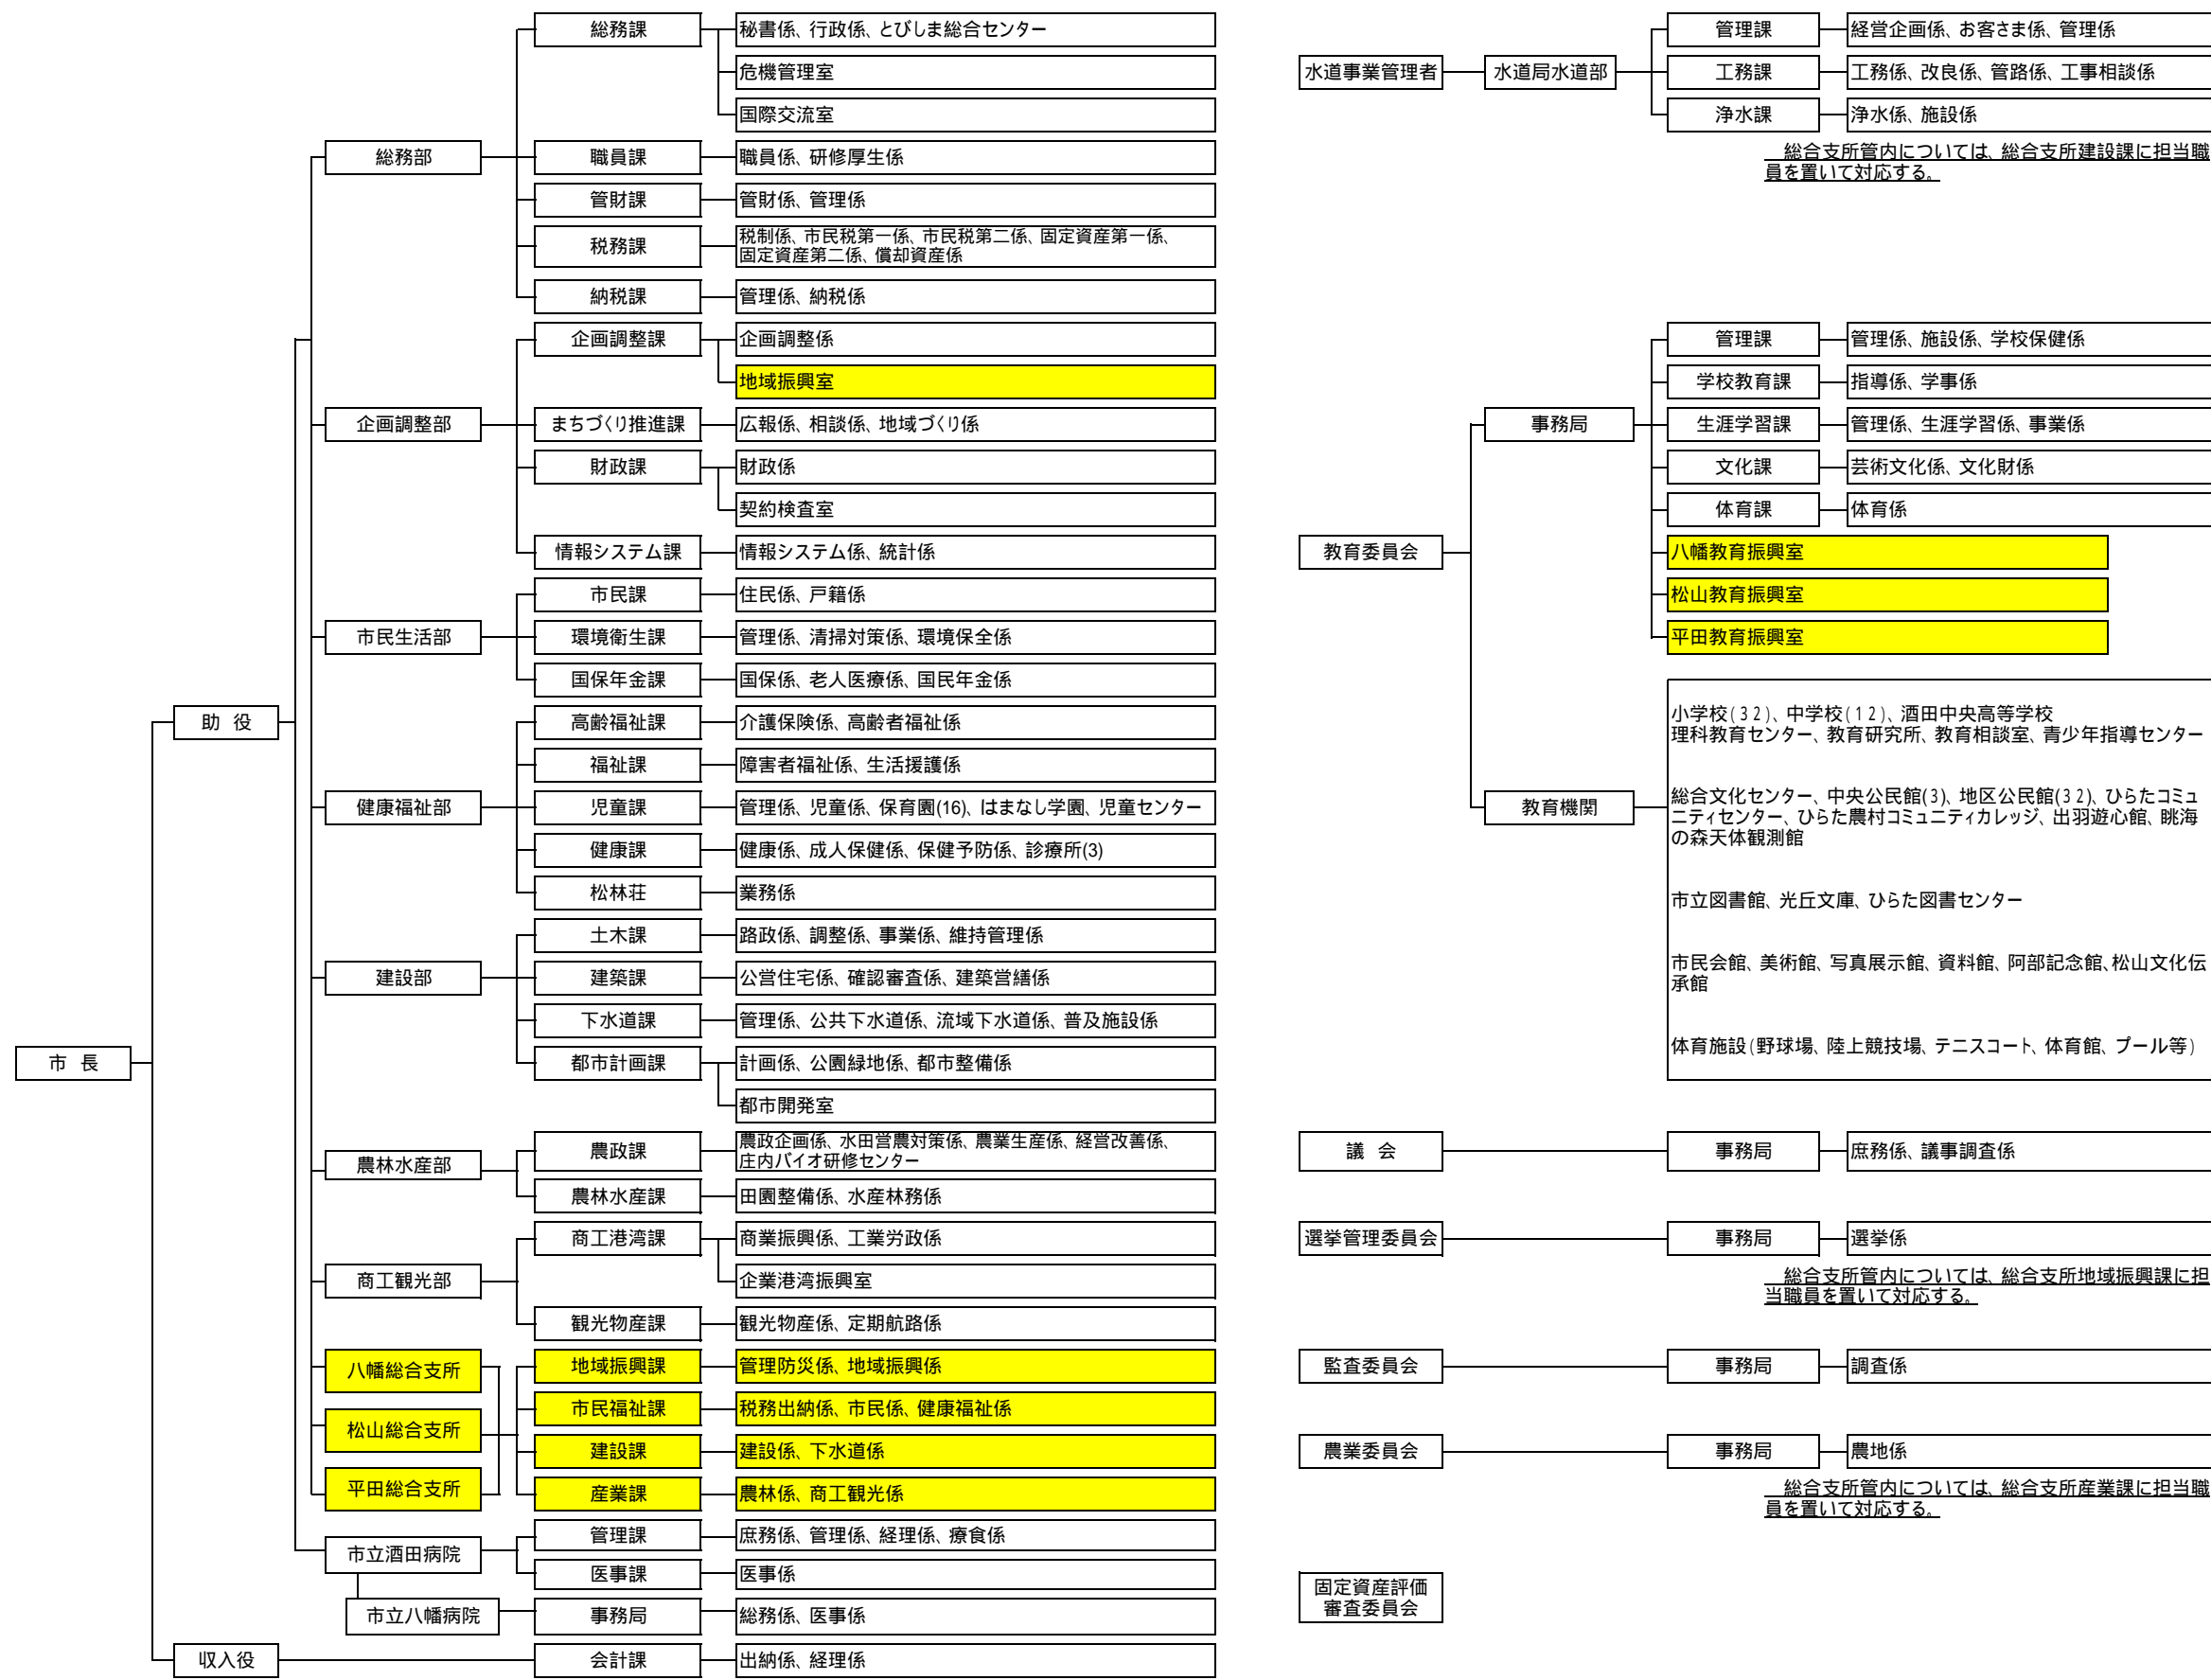 総務課
秘書係、行政係、とびしま総合センター
危機管理室
国際交流室
総務部
職員課
職員係、研修厚生係
管財課
管財係、管理係
税務課
税制係、市民税第一係、市民税第二係、固定資産第一係、
固定資産第二係、償却資産係
納税課
管理係、納税係
企画調整課
企画調整係
地域振興室
企画調整部
まちづくり推進課
広報係、相談係、地域づくり係
財政課
財政係
契約検査室
情報システム課
情報システム係、統計係
市民課
住民係、戸籍係
市民生活部
環境衛生課
管理係、清掃対策係、環境保全係
国保年金課
国保係、老人医療係、国民年金係
助 役
高齢福祉課
介護保険係、高齢者福祉係
福祉課
障害者福祉係、生活援護係
健康福祉部
児童課
管理係、児童係、保育園(16)、はまなし学園、児童センター
健康課
健康係、成人保健係、保健予防係、診療所(3)
松林荘
業務係
土木課
路政係、調整係、事業係、維持管理係
建設部
建築課
公営住宅係、確認審査係、建築営繕係
下水道課
管理係、公共下水道係、流域下水道係、普及施設係
市 長
都市計画課
計画係、公園緑地係、都市整備係
都市開発室
農林水産部
農政課
農政企画係、水田営農対策係、農業生産係、経営改善係、
庄内バイオ研修センター
農林水産課
田園整備係、水産林務係
商工港湾課
商業振興係、工業労政係
商工観光部
企業港湾振興室
観光物産課
観光物産係、定期航路係
八幡総合支所
地域振興課
管理防災係、地域振興係
市民福祉課
税務出納係、市民係、健康福祉係
松山総合支所
建設課
建設係、下水道係
平田総合支所
産業課
農林係、商工観光係
市立酒田病院
管理課
庶務係、管理係、経理係、療食係
医事課
医事係
市立八幡病院
事務局
総務係、医事係
収入役
会計課
出納係、経理係
水道事業管理者
水道局水道部
管理課
経営企画係、お客さま係、管理係
工務課
工務係、改良係、管路係、工事相談係
浄水課
浄水係、施設係
総合支所管内については、総合支所建設課に担当職
員を置いて対応する。
管理課
管理係、施設係、学校保健係
学校教育課
指導係、学事係
事務局
生涯学習課
管理係、生涯学習係、事業係
文化課
芸術文化係、文化財係
体育課
体育係
教育委員会
八幡教育振興室
松山教育振興室
平田教育振興室
教育機関
小学校(32)、中学校(12)、酒田中央高等学校
理科教育センター、教育研究所、教育相談室、青少年指導センター
総合文化センター、中央公民館(3)、地区公民館(32)、ひらたコミュ
ニティセンター、ひらた農村コミュニティカレッジ、出羽遊心館、眺海
の森天体観測館
市立図書館、光丘文庫、ひらた図書センター
市民会館、美術館、写真展示館、資料館、阿部記念館、松山文化伝
承館
体育施設(野球場、陸上競技場、テニスコート、体育館、プール等)
議 会
事務局
庶務係、議事調査係
選挙管理委員会
事務局
選挙係
総合支所管内については、総合支所地域振興課に担
当職員を置いて対応する。
監査委員会
事務局
調査係
農業委員会
事務局
農地係
総合支所管内については、総合支所産業課に担当職
員を置いて対応する。
固定資産評価
審査委員会